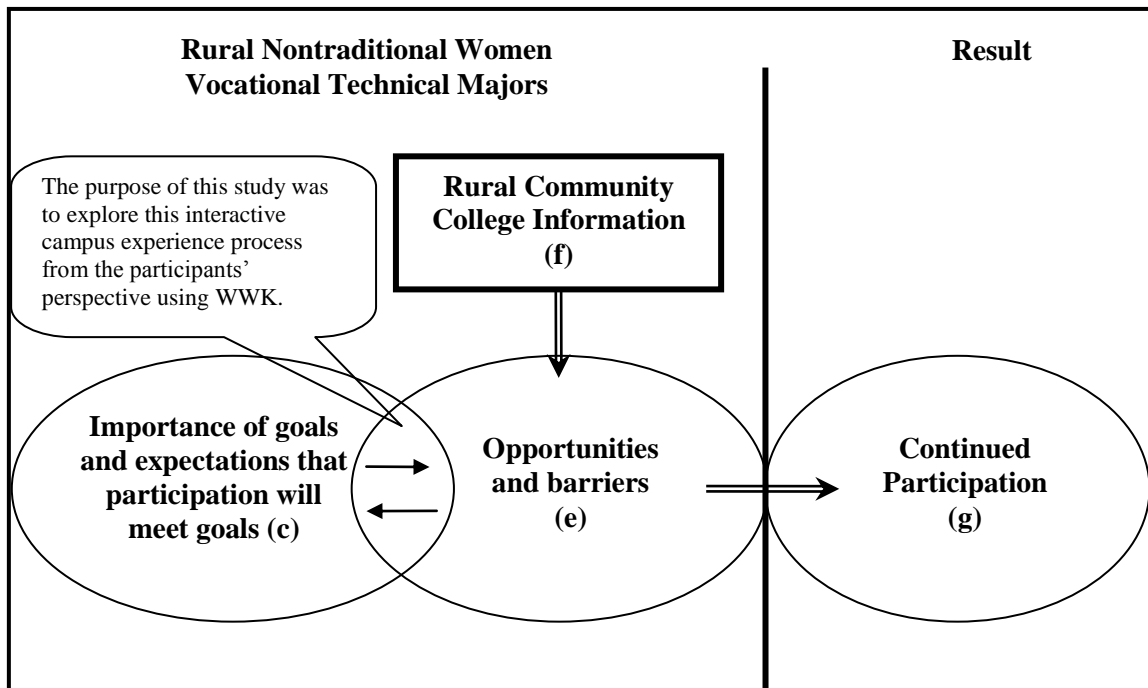 Rural Nontraditional Women
Vocational Technical Majors
Result
The purpose of this study was
to explore this interactive
campus experience process
from the participants’
perspective using WWK.
Rural Community
College Information
(f)
Importance of goals
and expectations that
participation will
meet goals (c)
Opportunities
and barriers
(e)
Continued
Participation
(g)